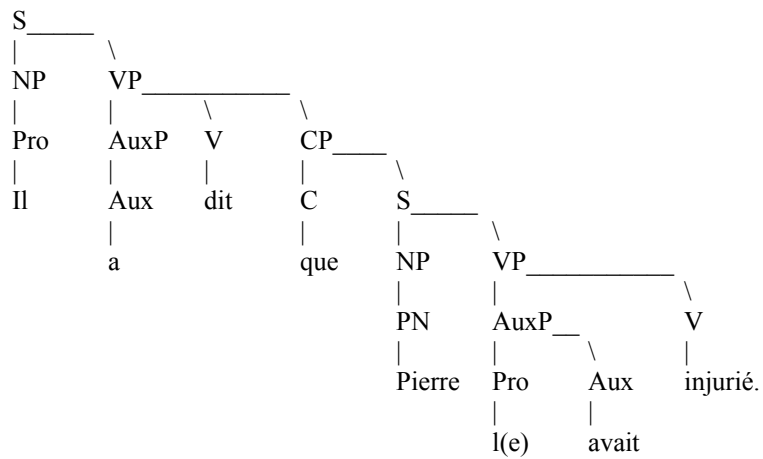 S
NP VP
Pro AuxP V CP
Il Aux dit C S
a que NP VP
PN AuxP V
Pierre Pro Aux injurié.
l(e) avait